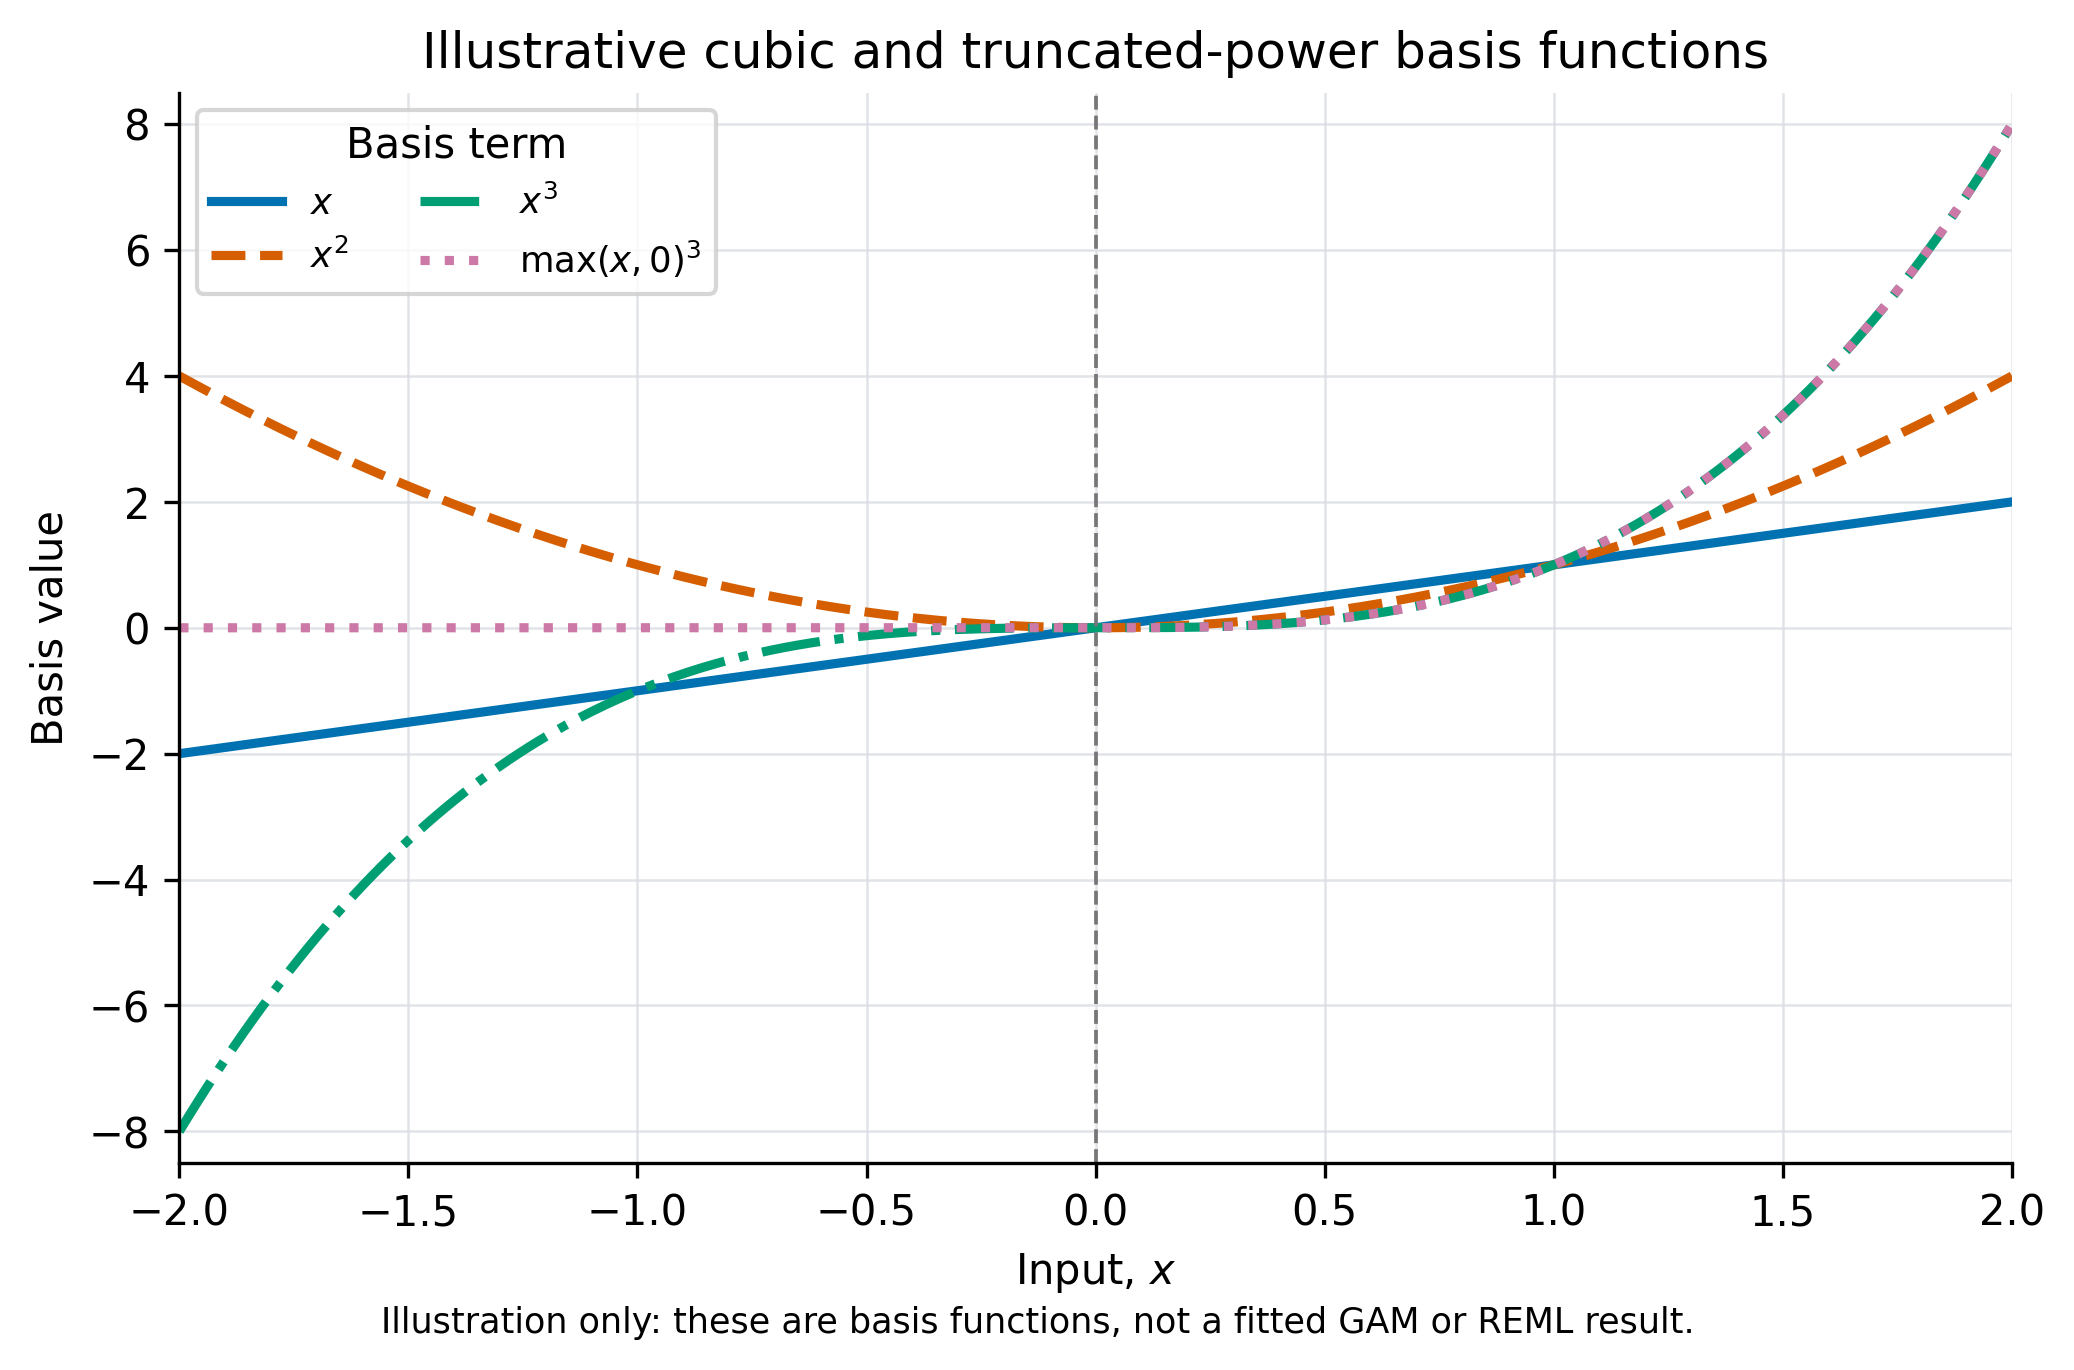 Illustrative cubic and truncated-power basis functions
Basis term
x
x³
x²
max(x, 0)³
8
6
4
2
0
−2
−4
−6
−8
Basis value
−2.0 −1.5 −1.0 −0.5 0.0 0.5 1.0 1.5 2.0
Input, x
Illustration only: these are basis functions, not a fitted GAM or REML result.